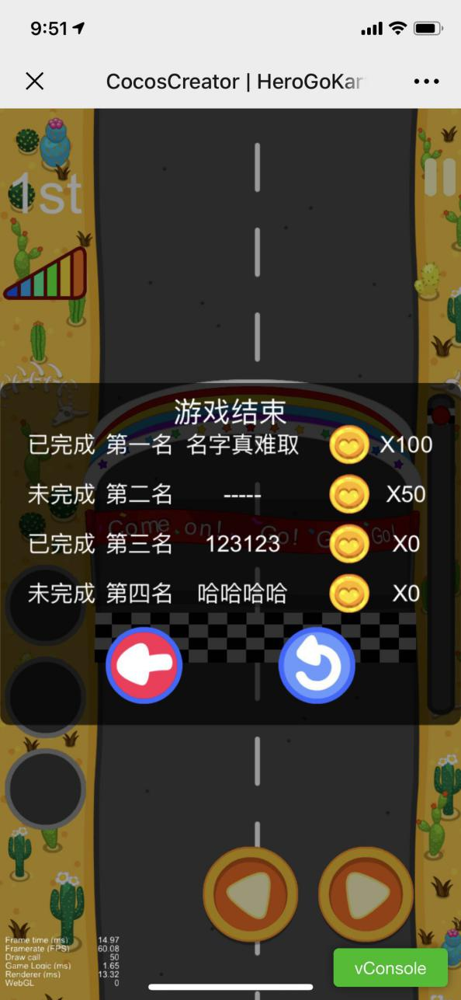 9:51
CocosCreator | HeroGoKar
1st
游戏结束
已完成 第一名 名字真难取 X100
未完成 第二名 ----- X50
已完成 第三名 123123 X0
未完成 第四名 哈哈哈哈 X0
Come on! Go! Go! Go!
Frame time (ms) 14.97
Framerate (FPS) 60.08
Draw call 50
Game Logic (ms) 1.65
Renderer (ms) 13.32
WebGL 0
vConsole